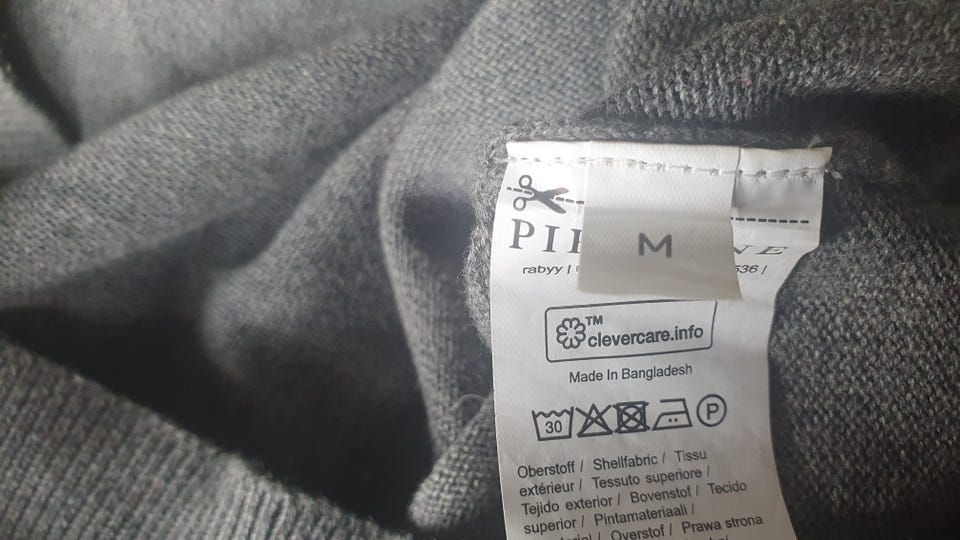 M
rabyy |
536 |
TM
clevercare.info
Made In Bangladesh
30
P
Oberstoff / Shellfabric / Tissu
extérieur / Tessuto superiore /
Tejido exterior / Bovenstof / Tecido
superior / Pintamateriaali /
Overstof / Prawa strona